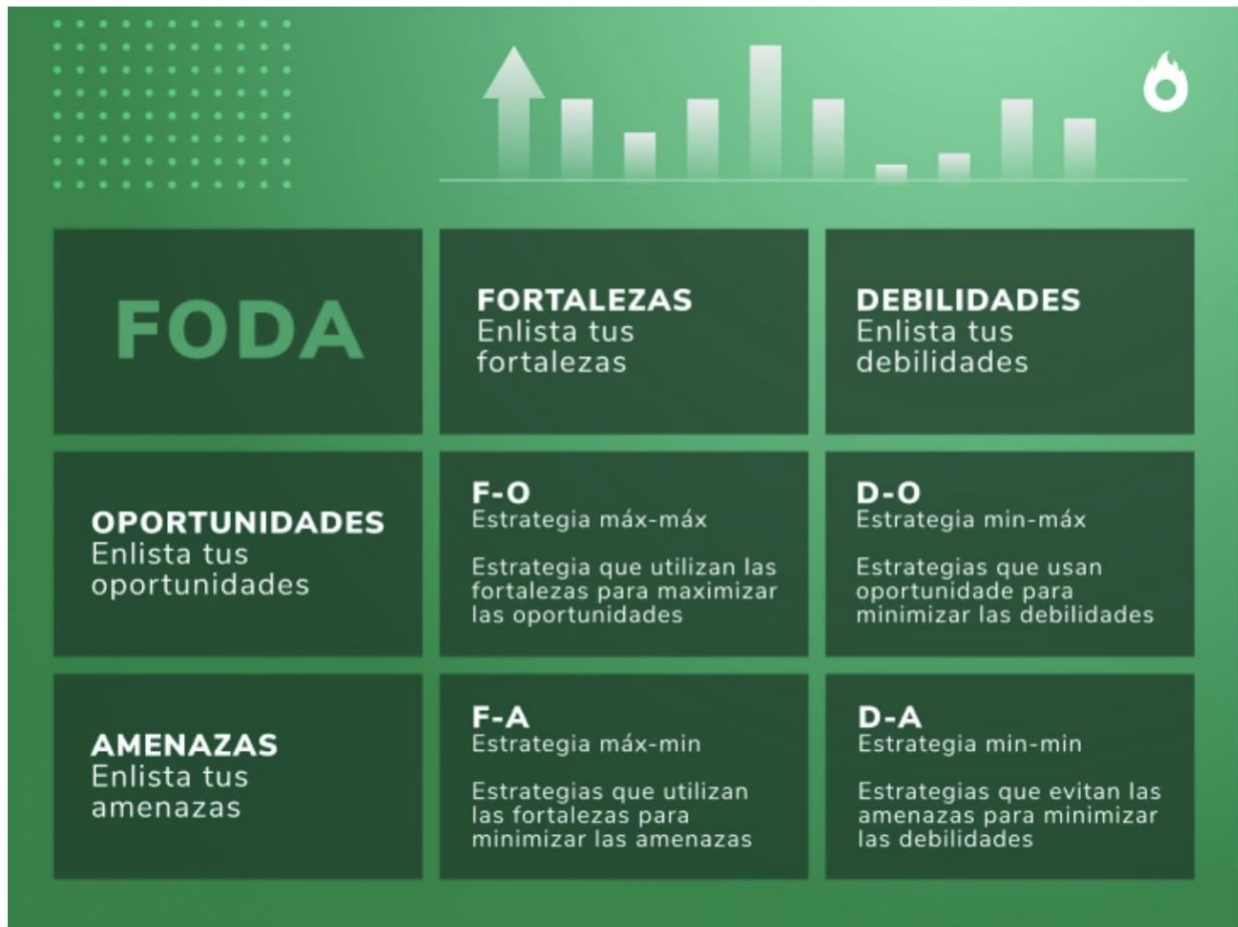 FODA
FORTALEZAS
Enlista tus
fortalezas
DEBILIDADES
Enlista tus
debilidades
OPORTUNIDADES
Enlista tus
oportunidades
F-O
Estrategia máx-máx
Estrategia que utilizan las
fortalezas para maximizar
las oportunidades
D-O
Estrategia min-máx
Estrategias que usan
oportunidade para
minimizar las debilidades
AMENAZAS
Enlista tus
amenazas
F-A
Estrategia máx-min
Estrategias que utilizan
las fortalezas para
minimizar las amenazas
D-A
Estrategia min-min
Estrategias que evitan las
amenazas para minimizar
las debilidades